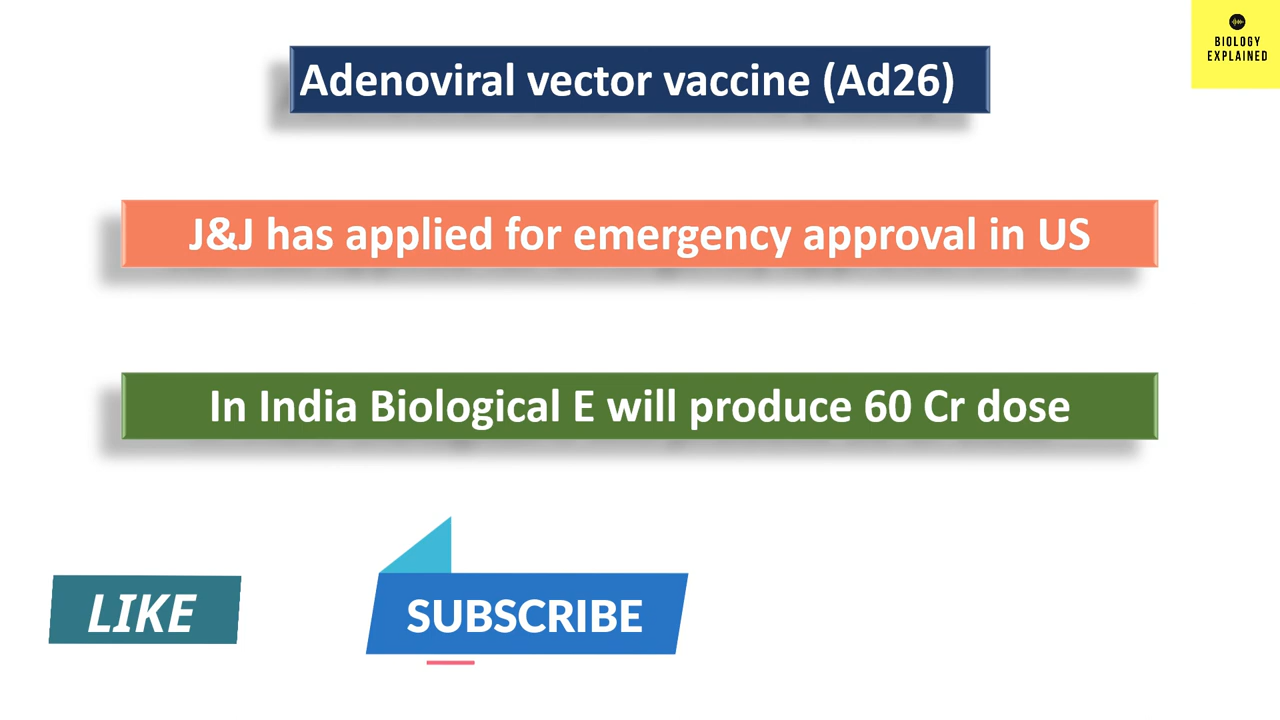 BIOLOGY
EXPLAINED
Adenoviral vector vaccine (Ad26)
J&J has applied for emergency approval in US
In India Biological E will produce 60 Cr dose
LIKE
SUBSCRIBE